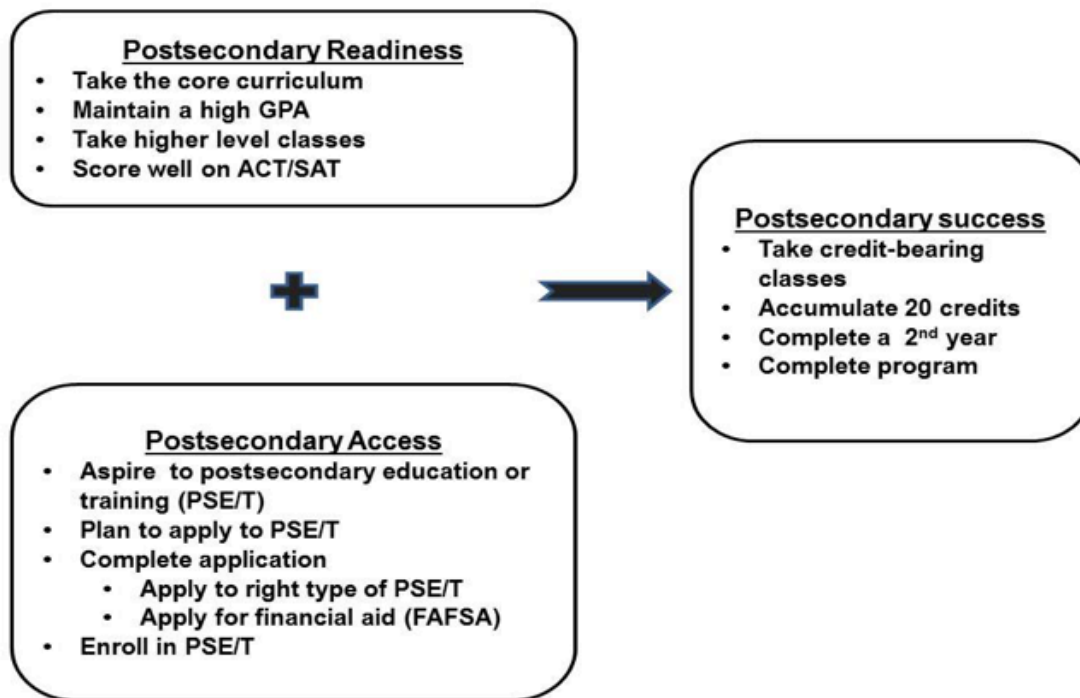 Postsecondary Readiness
• Take the core curriculum
• Maintain a high GPA
• Take higher level classes
• Score well on ACT/SAT
Postsecondary Access
• Aspire to postsecondary education or
training (PSE/T)
• Plan to apply to PSE/T
• Complete application
• Apply to right type of PSE/T
• Apply for financial aid (FAFSA)
• Enroll in PSE/T
Postsecondary success
• Take credit-bearing
classes
• Accumulate 20 credits
• Complete a 2nd year
• Complete program